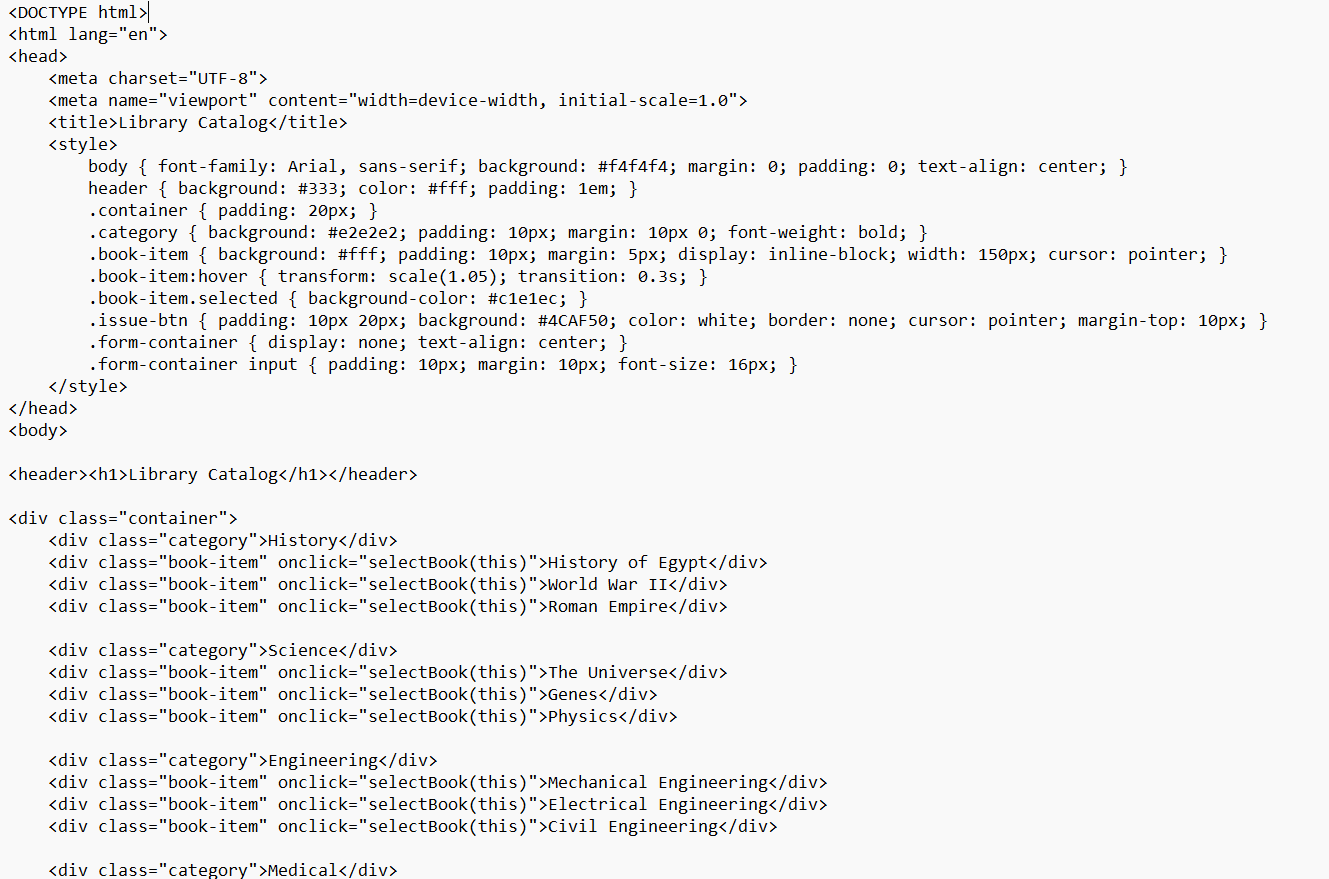 <DOCTYPE html>
<html lang="en">
<head>
    <meta charset="UTF-8">
    <meta name="viewport" content="width=device-width, initial-scale=1.0">
    <title>Library Catalog</title>
    <style>
        body { font-family: Arial, sans-serif; background: #f4f4f4; margin: 0; padding: 0; text-align: center; }
        header { background: #333; color: #fff; padding: 1em; }
        .container { padding: 20px; }
        .category { background: #e2e2e2; padding: 10px; margin: 10px 0; font-weight: bold; }
        .book-item { background: #fff; padding: 10px; margin: 5px; display: inline-block; width: 150px; cursor: pointer; }
        .book-item:hover { transform: scale(1.05); transition: 0.3s; }
        .book-item.selected { background-color: #c1e1ec; }
        .issue-btn { padding: 10px 20px; background: #4CAF50; color: white; border: none; cursor: pointer; margin-top: 10px; }
        .form-container { display: none; text-align: center; }
        .form-container input { padding: 10px; margin: 10px; font-size: 16px; }
    </style>
</head>
<body>

<header><h1>Library Catalog</h1></header>

<div class="container">
    <div class="category">History</div>
    <div class="book-item" onclick="selectBook(this)">History of Egypt</div>
    <div class="book-item" onclick="selectBook(this)">World War II</div>
    <div class="book-item" onclick="selectBook(this)">Roman Empire</div>

    <div class="category">Science</div>
    <div class="book-item" onclick="selectBook(this)">The Universe</div>
    <div class="book-item" onclick="selectBook(this)">Genes</div>
    <div class="book-item" onclick="selectBook(this)">Physics</div>

    <div class="category">Engineering</div>
    <div class="book-item" onclick="selectBook(this)">Mechanical Engineering</div>
    <div class="book-item" onclick="selectBook(this)">Electrical Engineering</div>
    <div class="book-item" onclick="selectBook(this)">Civil Engineering</div>

    <div class="category">Medical</div>